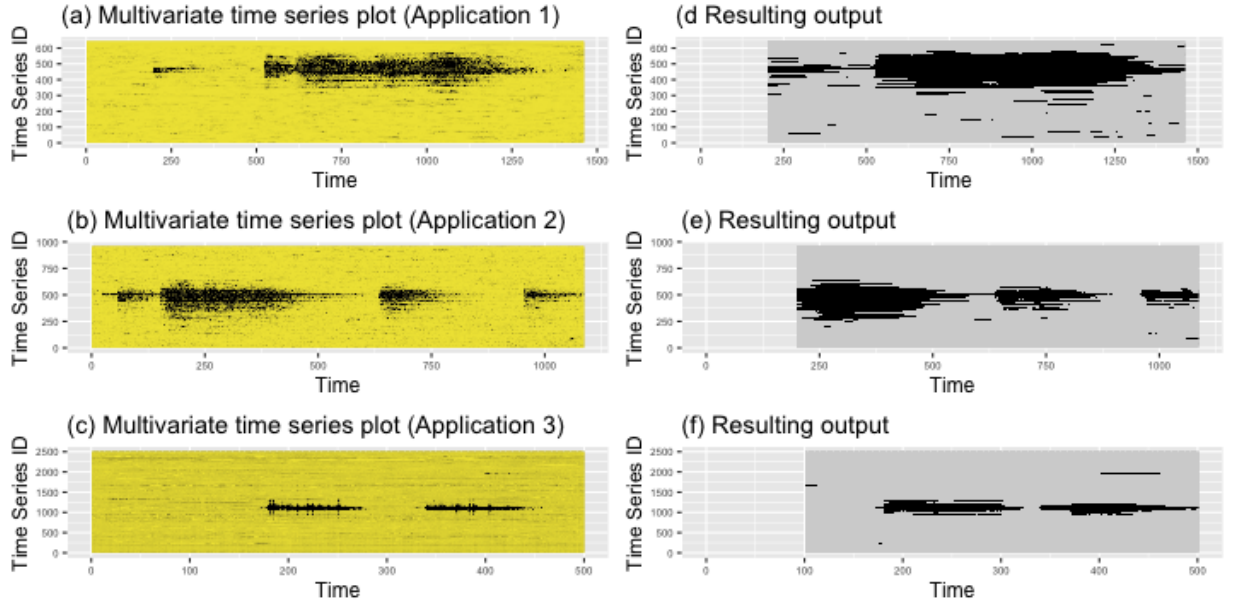 (a) Multivariate time series plot (Application 1)
Time Series ID
600
500
400
300
200
100
0
0 250 500 750 1000 1250 1500
Time
(d) Resulting output
Time Series ID
600
500
400
300
200
100
0
0 250 500 750 1000 1250 1500
Time
(b) Multivariate time series plot (Application 2)
Time Series ID
1000
750
500
250
0
0 250 500 750 1000
Time
(e) Resulting output
Time Series ID
1000
750
500
250
0
0 250 500 750 1000
Time
(c) Multivariate time series plot (Application 3)
Time Series ID
2500
2000
1500
1000
500
0
0 100 200 300 400 500
Time
(f) Resulting output
Time Series ID
2500
2000
1500
1000
500
0
0 100 200 300 400 500
Time